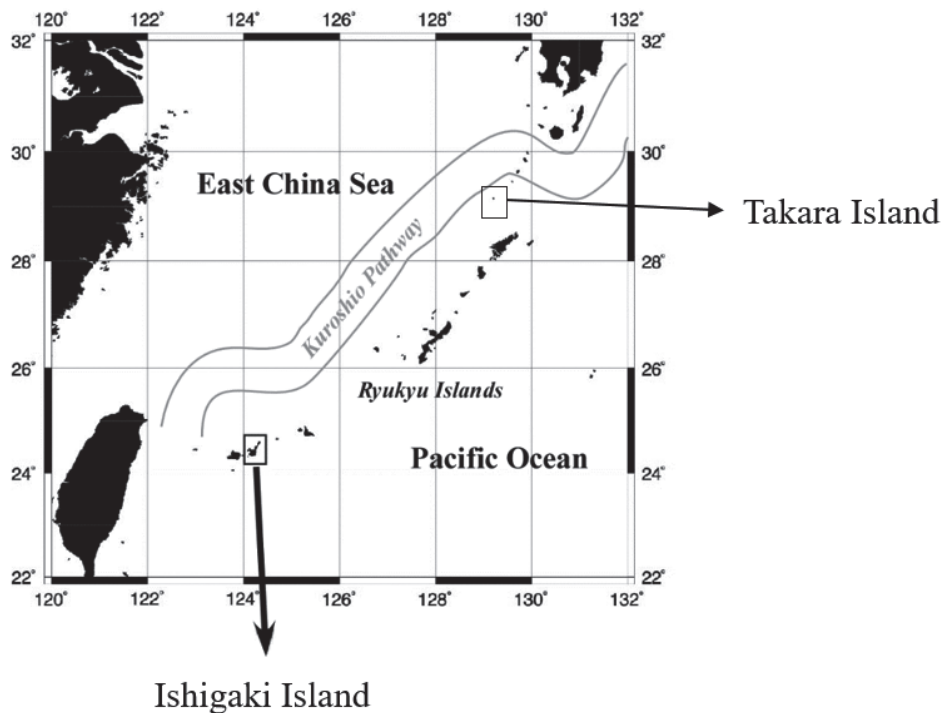 120° 122° 124° 126° 128° 130° 132°
32° 32°
30° 30°
East China Sea
Takara Island
28° 28°
Kuroshio Pathway
26° 26°
Ryukyu Islands
Pacific Ocean
24° 24°
22° 22°
120° 122° 124° 126° 128° 130° 132°
Ishigaki Island